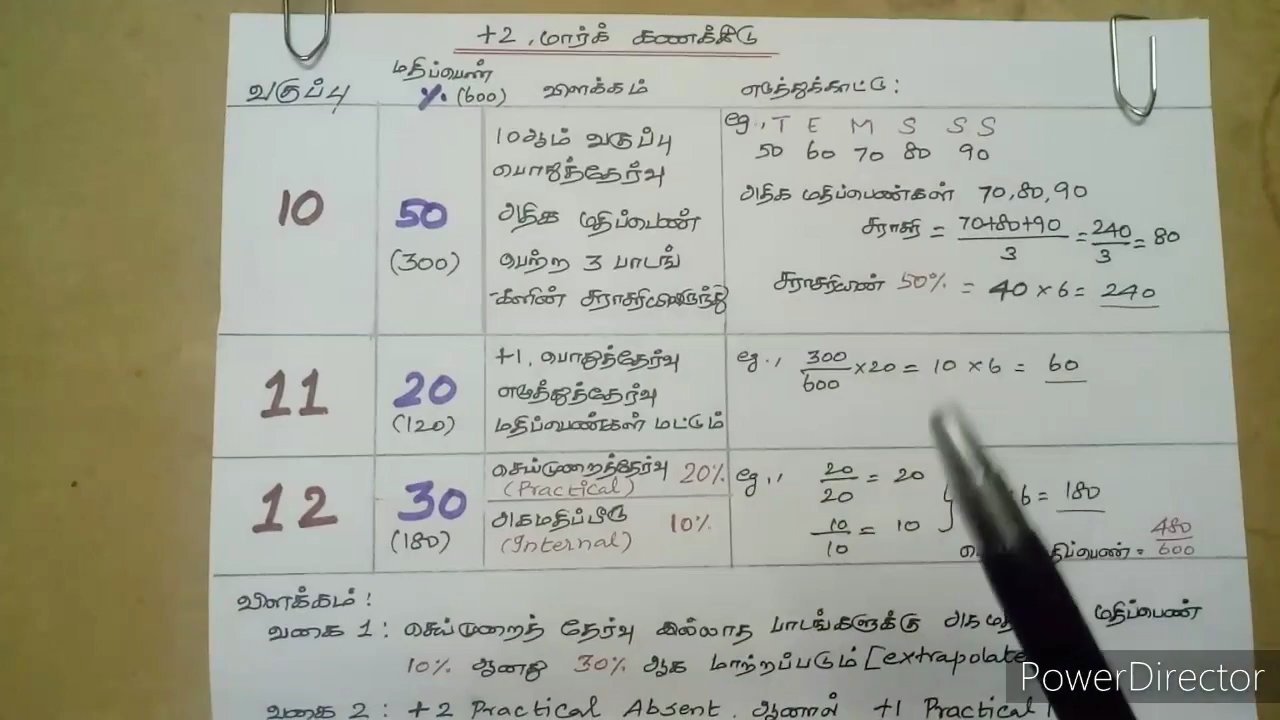 +2 . மார்க் கணக்கீடு
வகுப்பு மதிப்பெண் % (600) விளக்கம் எடுத்துக்காட்டு :
10
50
(300)
10ஆம் வகுப்பு
பொதுத்தேர்வு
அதிக மதிப்பெண்
பெற்ற 3 பாடங்
-களின் சராசரியிலிருந்து
eg., T E M S SS
50 60 70 80 90
அதிக மதிப்பெண்கள் 70,80,90
சராசரி = 70+80+90/3 = 240/3 = 80
சராசரியின் 50% = 40 × 6 = 240
11
20
(120)
+1 . பொதுத்தேர்வு
எழுத்துத்தேர்வு
மதிப்பெண்கள் மட்டும்
eg., 300/600 × 20 = 10 × 6 = 60
12
30
(180)
செய்முறைத்தேர்வு 20%
(Practical)
அகமதிப்பீடு 10%
(Internal)
eg., 20/20 = 20
10/10 = 10
6 = 180
மதிப்பெண் = 480/600
விளக்கம் :
வகை 1 : செய்முறைத் தேர்வு இல்லாத பாடங்களுக்கு மதிப்பெண்
10% ஆனது 30% ஆக மாற்றப்படும் [extrapolate
வகை 2 : +2 Practical Absent . ஆனால் +1 Practical
PowerDirector